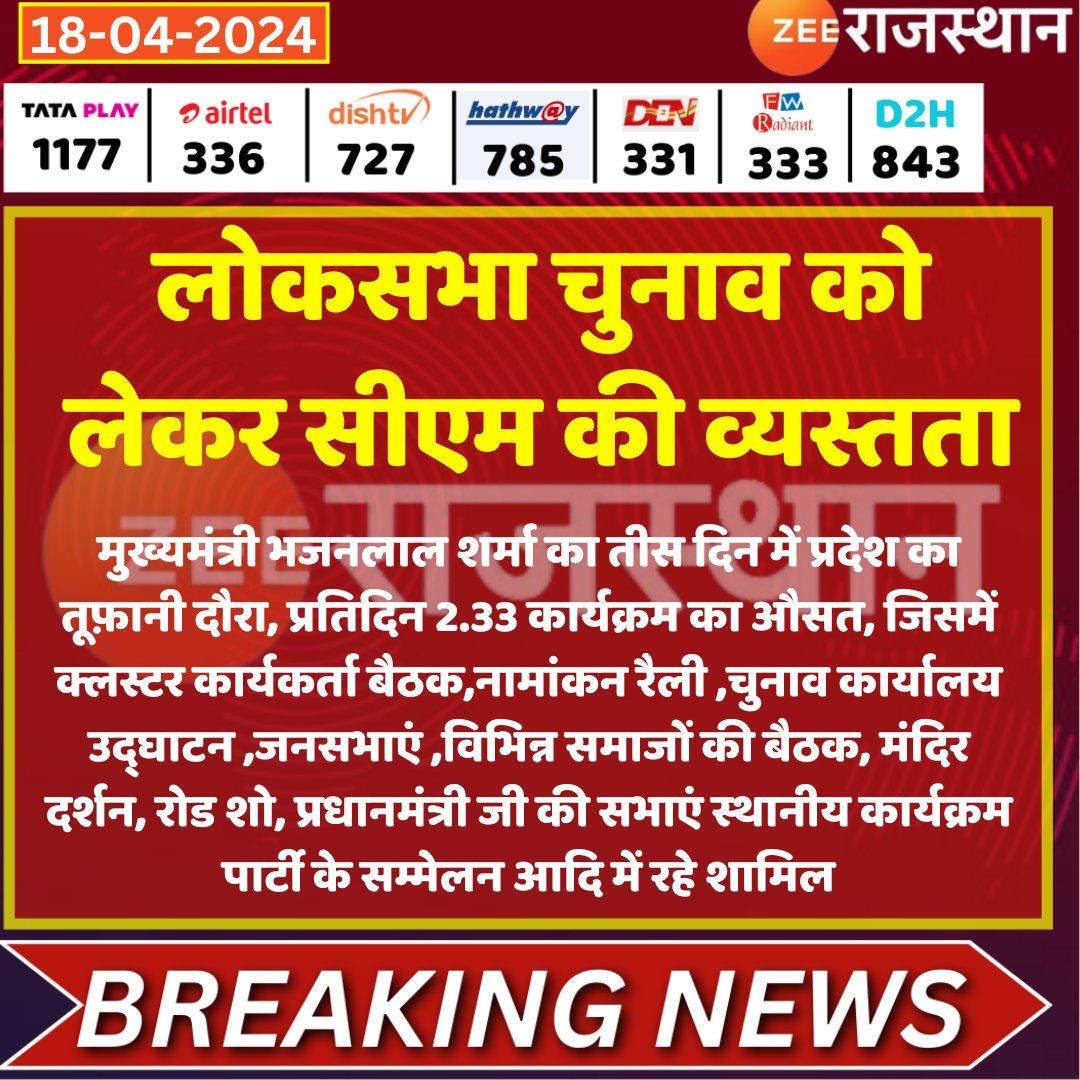 18-04-2024
ZEE राजस्थान
TATA PLAY airtel dishtv hathw@y DEN FW Radiant D2H
1177 336 727 785 331 333 843
लोकसभा चुनाव को
लेकर सीएम की व्यस्तता
ZEE राजस्थान
मुख्यमंत्री भजनलाल शर्मा का तीस दिन में प्रदेश का
तूफ़ानी दौरा, प्रतिदिन 2.33 कार्यक्रम का औसत, जिसमें
क्लस्टर कार्यकर्ता बैठक,नामांकन रैली ,चुनाव कार्यालय
उद्घाटन ,जनसभाएं ,विभिन्न समाजों की बैठक, मंदिर
दर्शन, रोड शो, प्रधानमंत्री जी की सभाएं स्थानीय कार्यक्रम
पार्टी के सम्मेलन आदि में रहे शामिल
BREAKING NEWS